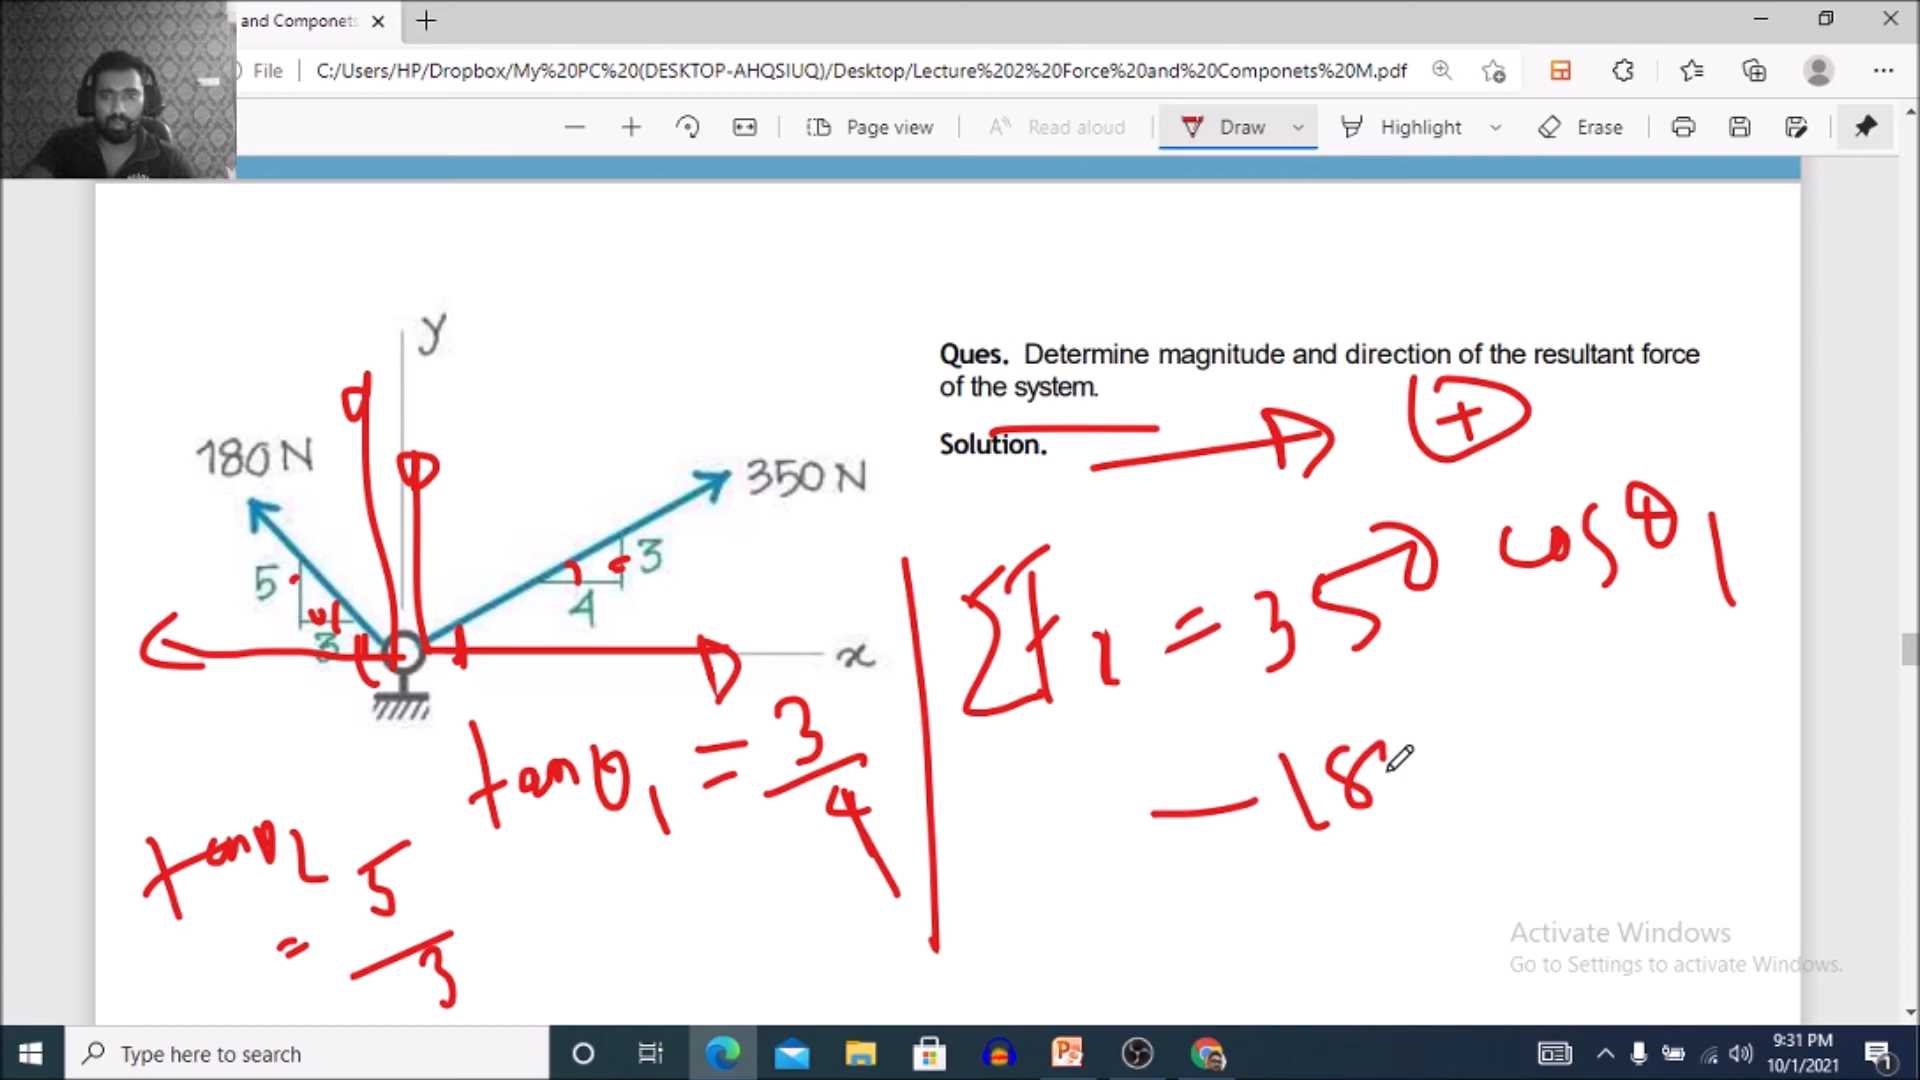 and Componets
File
C:/Users/HP/Dropbox/My%20PC%20(DESKTOP-AHQSIUQ)/Desktop/Lecture%202%20Force%20and%20Componets%20M.pdf
Page view
Read aloud
Draw
Highlight
Erase
y
180 N
350 N
5
3
3
4
x
Ques. Determine magnitude and direction of the resultant force
of the system.
Solution.
+
ΣFx = 350 cosθ1
-18
tanθ1 = 3/4
tanθ2
= 5/3
Activate Windows
Go to Settings to activate Windows.
Type here to search
9:31 PM
10/1/2021
1